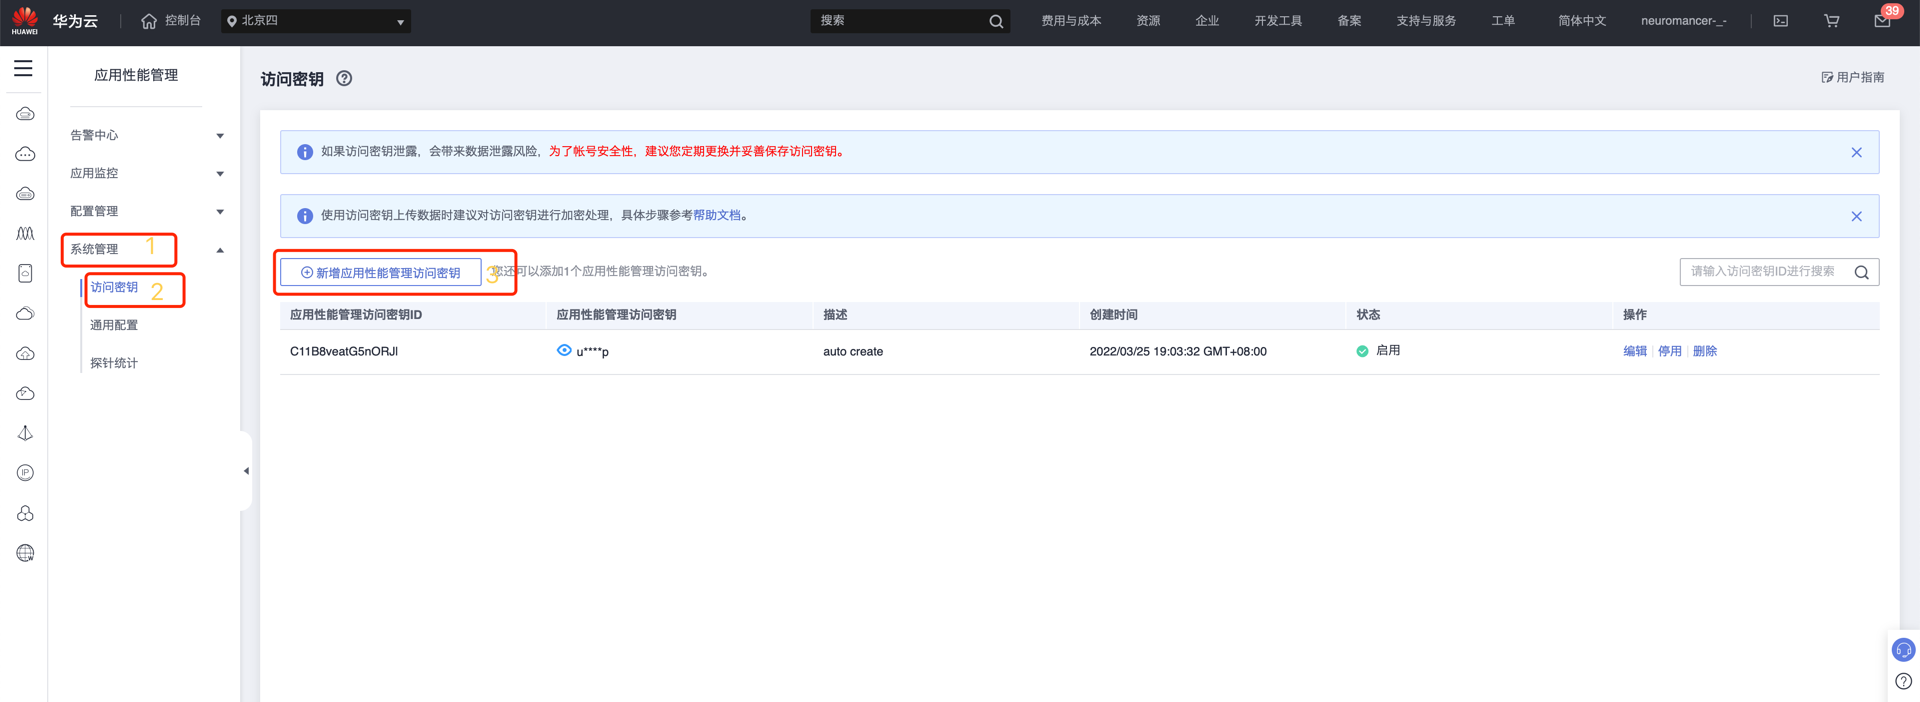 HUAWEI
华为云
控制台
北京四
搜索
费用与成本
资源
企业
开发工具
备案
支持与服务
工单
简体中文
neuromancer-_-
39
应用性能管理
告警中心
应用监控
配置管理
系统管理
1
访问密钥
2
通用配置
探针统计
IP
访问密钥
用户指南
如果访问密钥泄露，会带来数据泄露风险，为了帐号安全性，建议您定期更换并妥善保存访问密钥。
使用访问密钥上传数据时建议对访问密钥进行加密处理，具体步骤参考帮助文档。
新增应用性能管理访问密钥
3
您还可以添加1个应用性能管理访问密钥。
请输入访问密钥ID进行搜索
应用性能管理访问密钥ID 应用性能管理访问密钥 描述 创建时间 状态 操作
C11B8veatG5nORJl u****p auto create 2022/03/25 19:03:32 GMT+08:00 启用 编辑 停用 删除